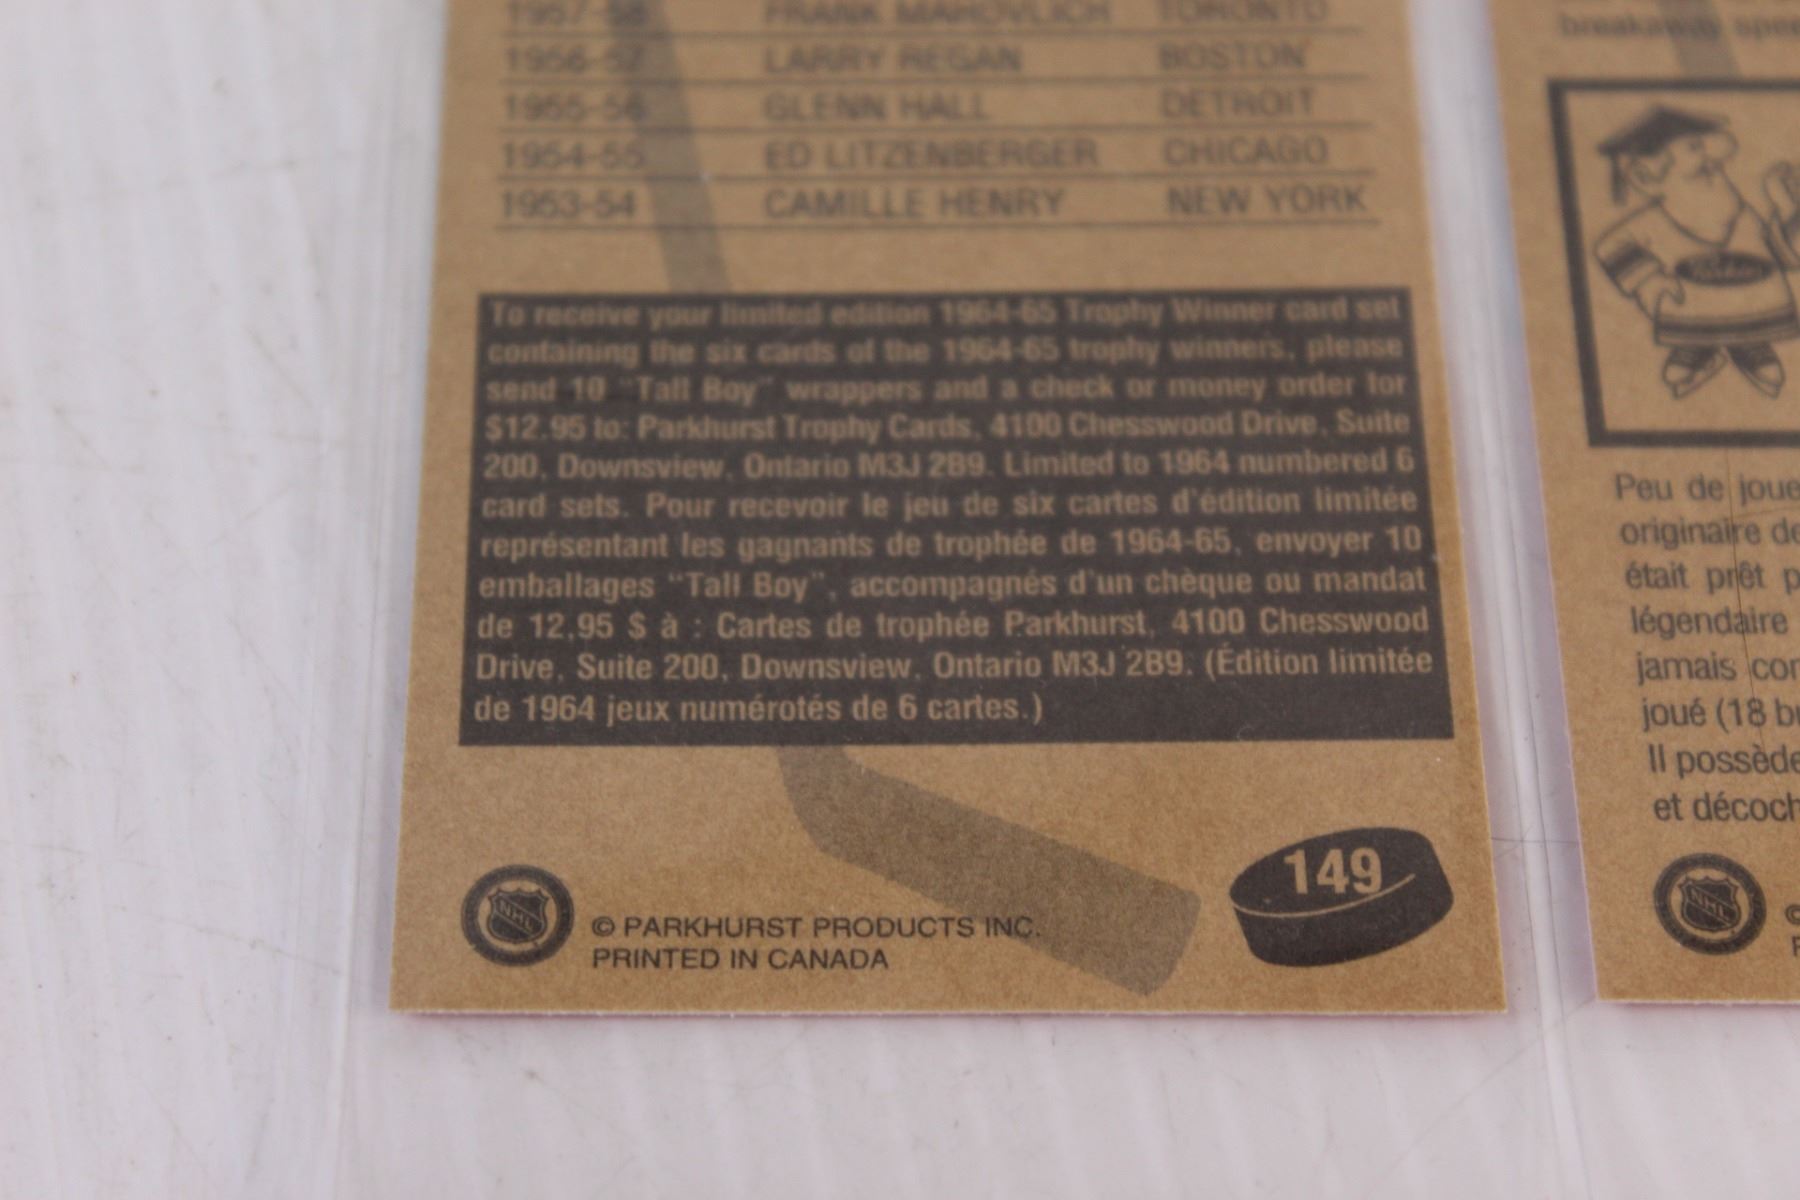 1957-58 FRANK MAHOVLICH TORONTO
1956-57 LARRY REGAN BOSTON
1955-56 GLENN HALL DETROIT
1954-55 ED LITZENBERGER CHICAGO
1953-54 CAMILLE HENRY NEW YORK
To receive your limited edition 1964-65 Trophy Winner card set
containing the six cards of the 1964-65 trophy winners, please
send 10 "Tall Boy" wrappers and a check or money order for
$12.95 to: Parkhurst Trophy Cards, 4100 Chesswood Drive, Suite
200, Downsview, Ontario M3J 2B9. Limited to 1964 numbered 6
card sets. Pour recevoir le jeu de six cartes d'édition limitée
représentant les gagnants de trophée de 1964-65, envoyer 10
emballages "Tall Boy", accompagnés d'un chèque ou mandat
de 12,95 $ à : Cartes de trophée Parkhurst, 4100 Chesswood
Drive, Suite 200, Downsview, Ontario M3J 2B9. (Édition limitée
de 1964 jeux numérotés de 6 cartes.)
NHL
© PARKHURST PRODUCTS INC.
PRINTED IN CANADA
149
breakaway
Peu de joue
originaire de
était prêt p
légendaire
jamais con
joué (18 bu
Il possède
et décoch
NHL
©
P